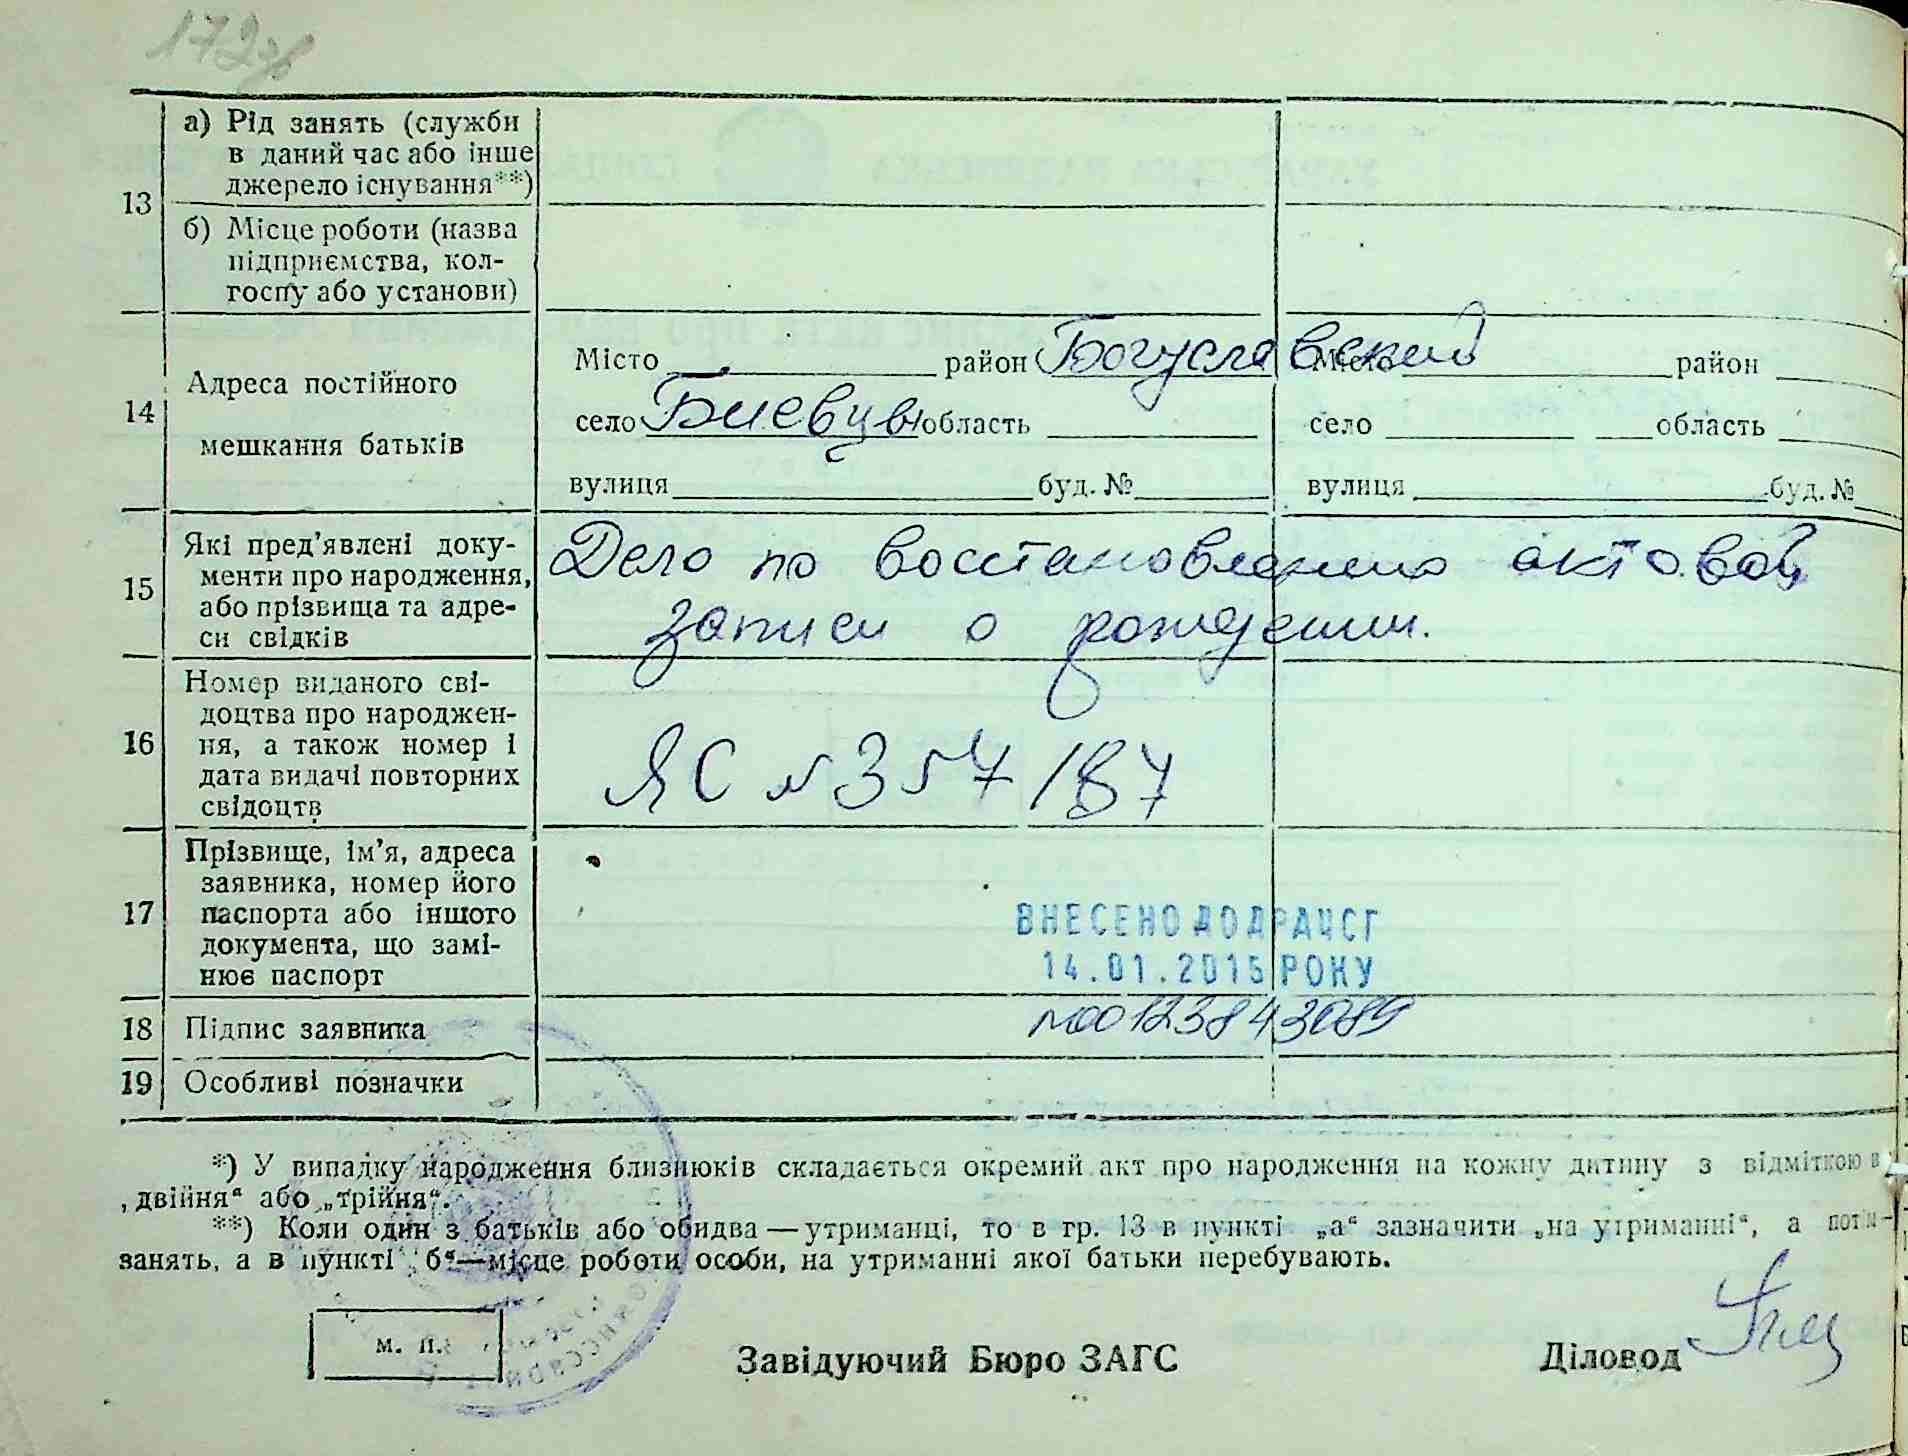 172зв
13
а) Рід занять (служби
в даний час або інше
джерело існування**)
б) Місце роботи (назва
підприємства, кол-
госпу або установи)
14
Адреса постійного
мешкання батьків
Місто район Богуславский
село Биевцы область
вулиця буд. №
Місто район
село область
вулиця буд. №
15
Які пред’явлені доку-
менти про народження,
або прізвища та адре-
си свідків
Дело по восстановлению актовой
записи о рождении.
16
Номер виданого сві-
доцтва про народжен-
ня, а також номер і
дата видачі повторних
свідоцтв
ЯС № 357187
17
Прізвище, ім’я, адреса
заявника, номер його
паспорта або іншого
документа, що замі-
нює паспорт
ВНЕСЕНО ДО ДРАЦСГ
14.01.2015 РОКУ
18
Підпис заявника
№00123843089
19
Особливі позначки
*) У випадку народження близнюків складається окремий акт про народження на кожну дитину з відміткою
„двійня“ або „трійня“.
**) Коли один з батьків або обидва — утриманці, то в гр. 13 в пункті „а“ зазначити „на утриманні“, а
занять, а в пункті „б“—місце роботи особи, на утриманні якої батьки перебувають.
м. п.
Завідуючий Бюро ЗАГС
Діловод